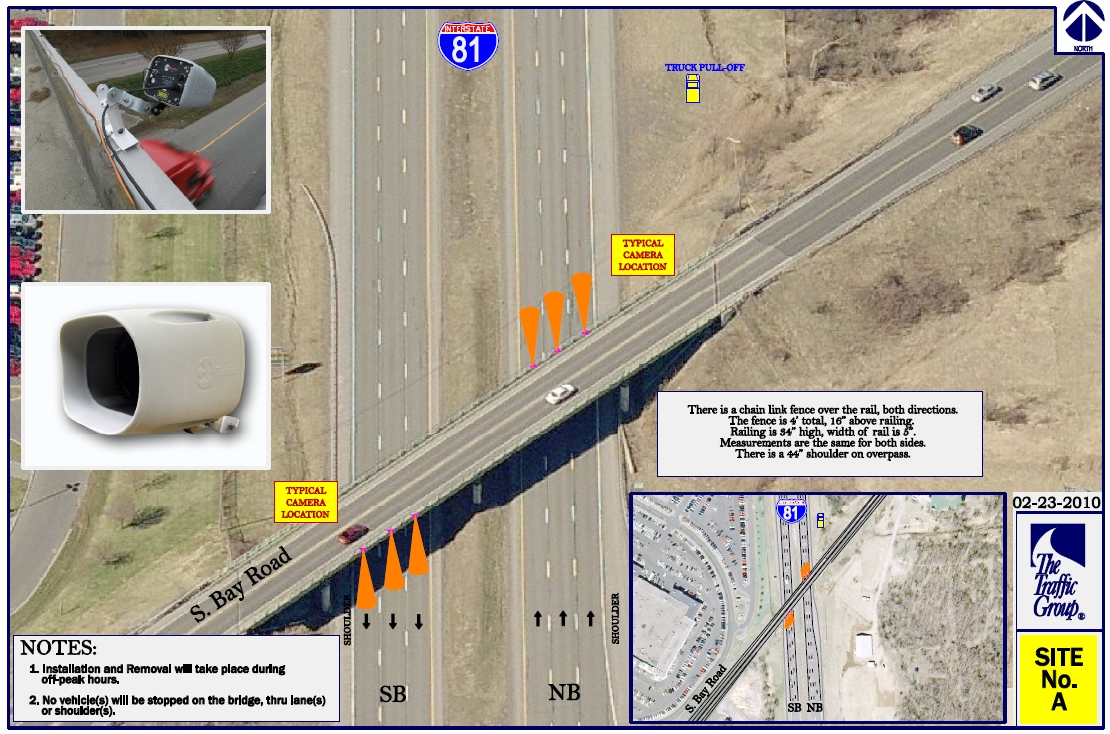 INTERSTATE
81
NORTH
TRUCK PULL-OFF
TYPICAL
CAMERA
LOCATION
There is a chain link fence over the rail, both directions.
The fence is 4' total, 16" above railing.
Railing is 34" high, width of rail is 5".
Measurements are the same for both sides.
There is a 44" shoulder on overpass.
TYPICAL
CAMERA
LOCATION
S. Bay Road
SHOULDER
SHOULDER
SB
NB
NOTES:
1. Installation and Removal will take place during
off-peak hours.
2. No vehicle(s) will be stopped on the bridge, thru lane(s)
or shoulder(s).
81
S. Bay Road
SB NB
02-23-2010
The
Traffic
Group®
SITE
No.
A